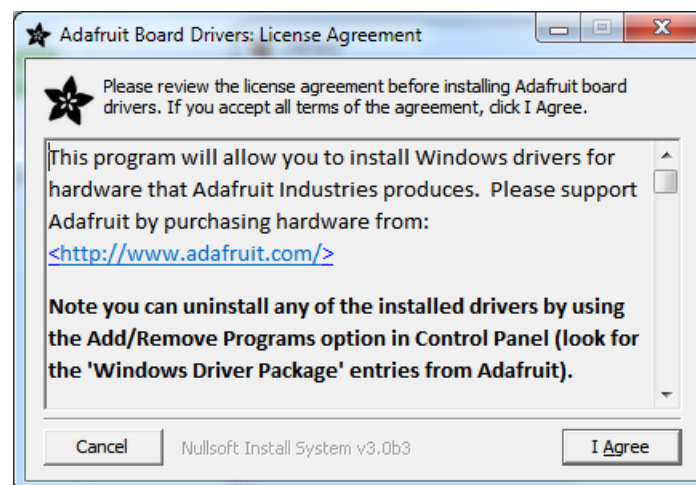 Adafruit Board Drivers: License Agreement
Please review the license agreement before installing Adafruit board
drivers. If you accept all terms of the agreement, click I Agree.
This program will allow you to install Windows drivers for
hardware that Adafruit Industries produces.  Please support
Adafruit by purchasing hardware from:
<http://www.adafruit.com/>
Note you can uninstall any of the installed drivers by using
the Add/Remove Programs option in Control Panel (look for
the 'Windows Driver Package' entries from Adafruit).
Cancel
Nullsoft Install System v3.0b3
I Agree